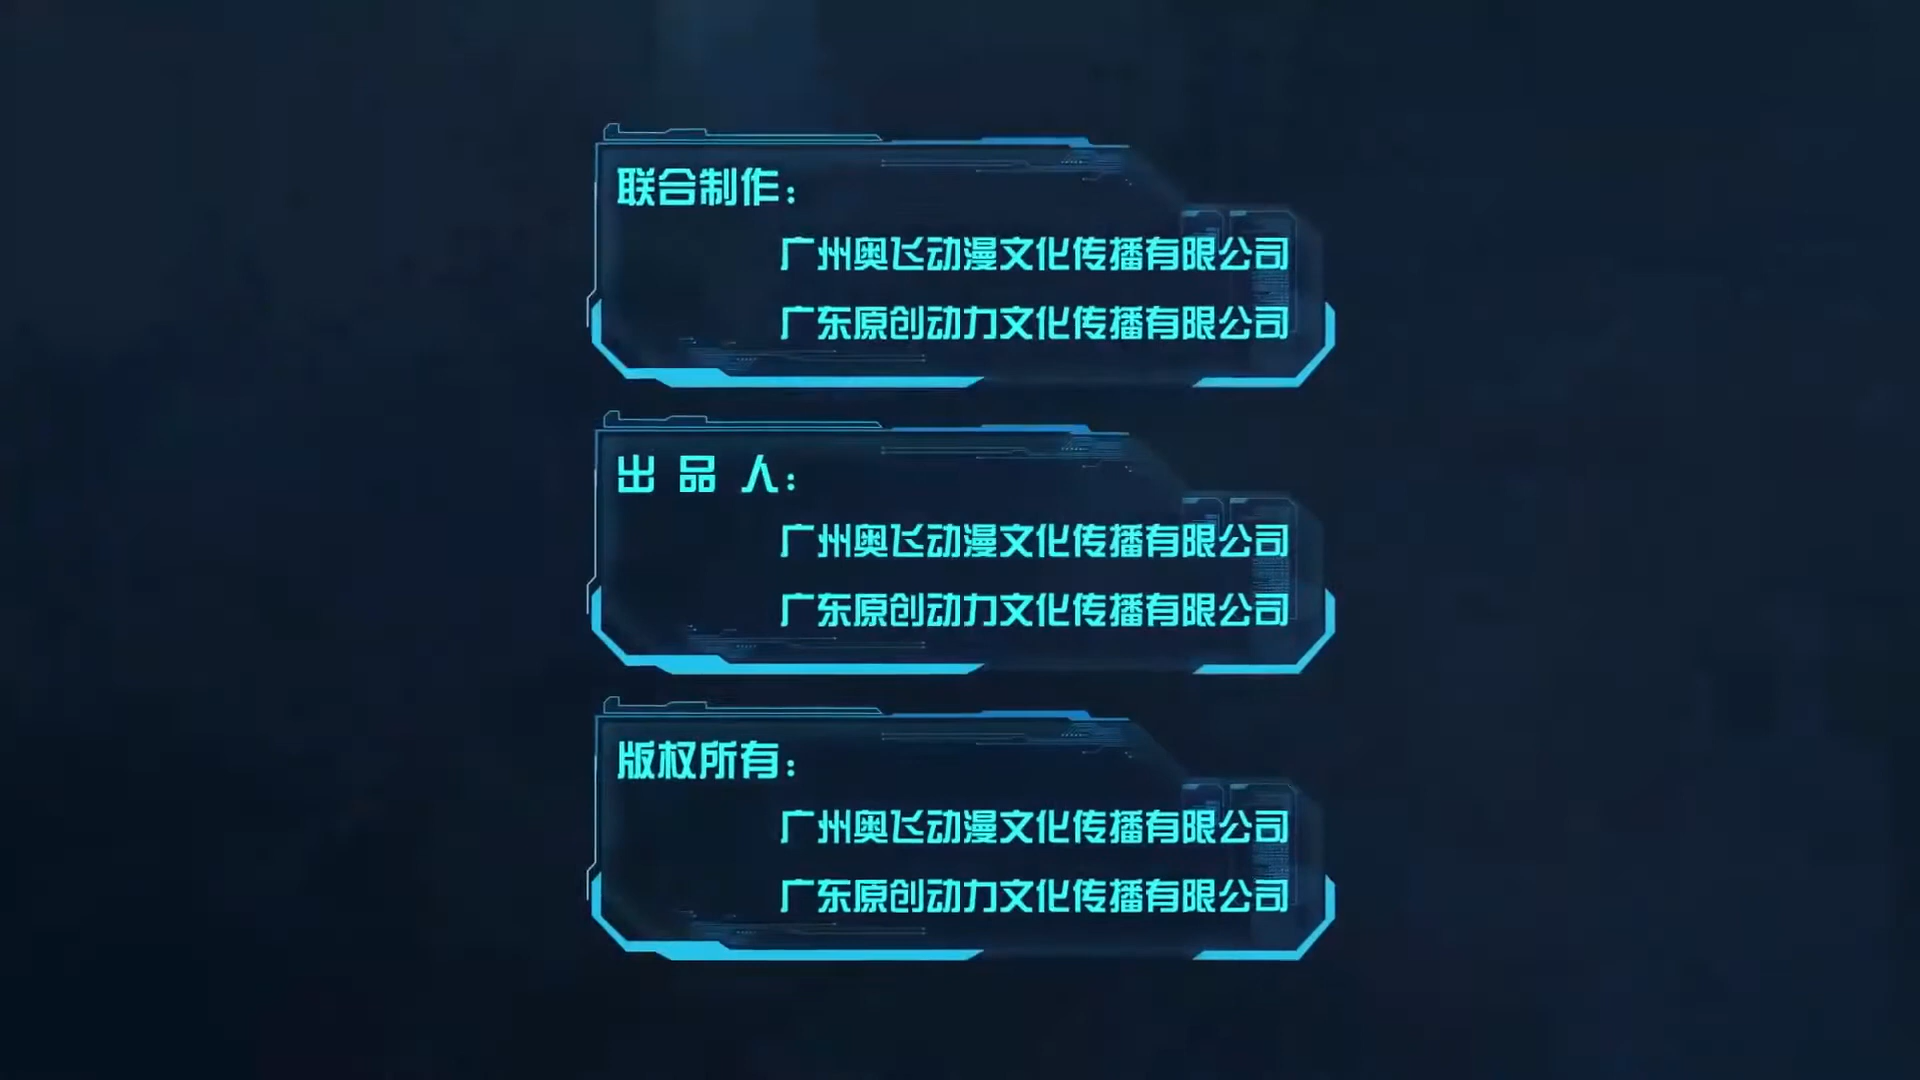 联合制作：
广州奥飞动漫文化传播有限公司
广东原创动力文化传播有限公司
出 品 人：
广州奥飞动漫文化传播有限公司
广东原创动力文化传播有限公司
版权所有：
广州奥飞动漫文化传播有限公司
广东原创动力文化传播有限公司